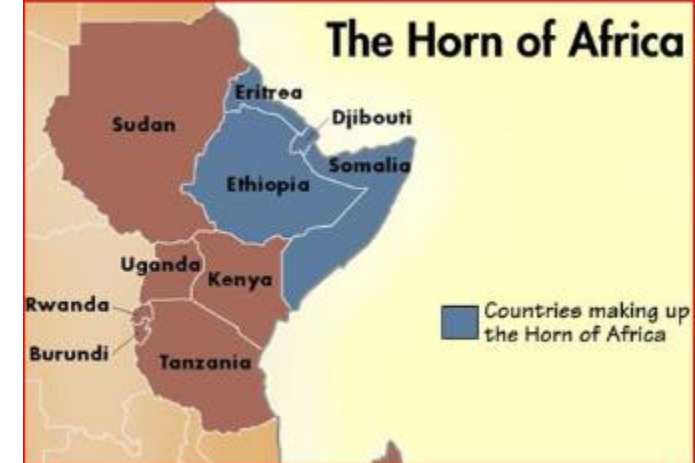 The Horn of Africa
Eritrea
Djibouti
Sudan
Somalia
Ethiopia
Uganda
Kenya
Rwanda
Burundi
Tanzania
Countries making up
the Horn of Africa